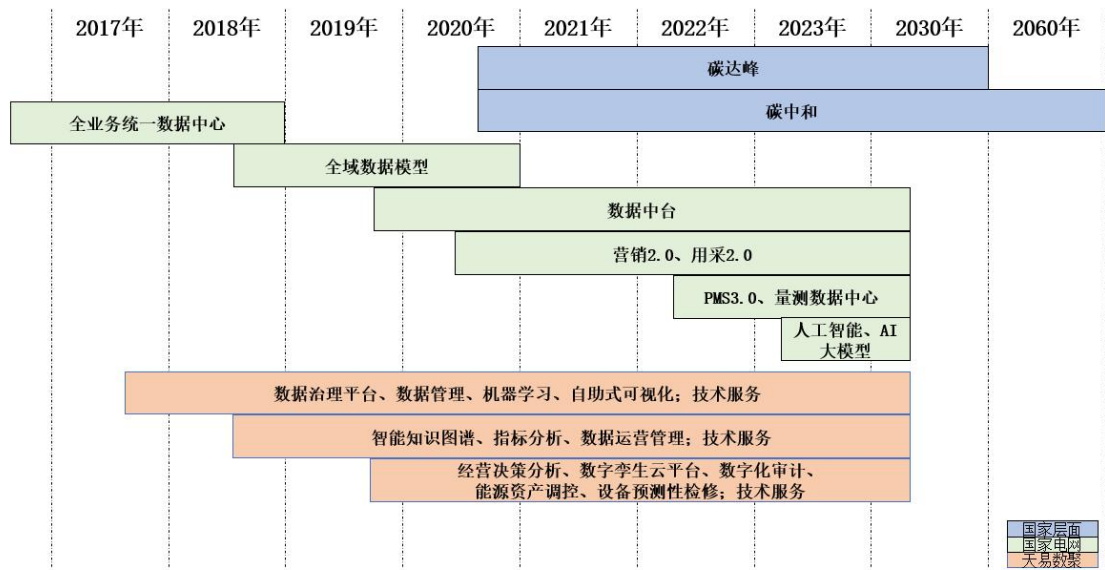 2017年 2018年 2019年 2020年 2021年 2022年 2023年 2030年 2060年
碳达峰
碳中和
全业务统一数据中心
全域数据模型
数据中台
营销2.0、用采2.0
PMS3.0、量测数据中心
人工智能、AI
大模型
数据治理平台、数据管理、机器学习、自助式可视化；技术服务
智能知识图谱、指标分析、数据运营管理；技术服务
经营决策分析、数字孪生云平台、数字化审计、
能源资产调控、设备预测性检修；技术服务
国家层面
国家电网
天易数聚